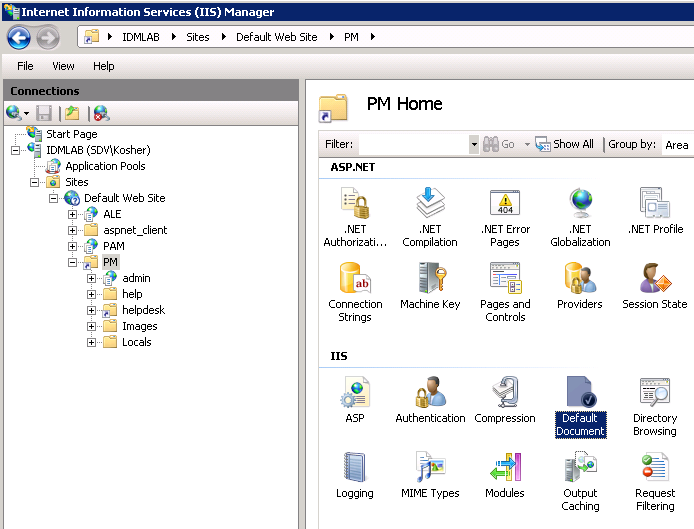 Internet Information Services (IIS) Manager
IDMLAB Sites Default Web Site PM
File View Help
Connections
Start Page
IDMLAB (SDV\Kosher)
Application Pools
Sites
Default Web Site
ALE
aspnet_client
PAM
PM
admin
help
helpdesk
Images
Locals
PM Home
Filter: Go Show All Group by: Area
ASP.NET
.NET Authorizati...
.NET Compilation
404
.NET Error Pages
.NET Globalization
.NET Profile
ab
Connection Strings
Machine Key
Pages and Controls
Providers
Session State
IIS
ASP
Authentication
Compression
Default Document
Directory Browsing
Logging
MIME Types
Modules
Output Caching
Request Filtering